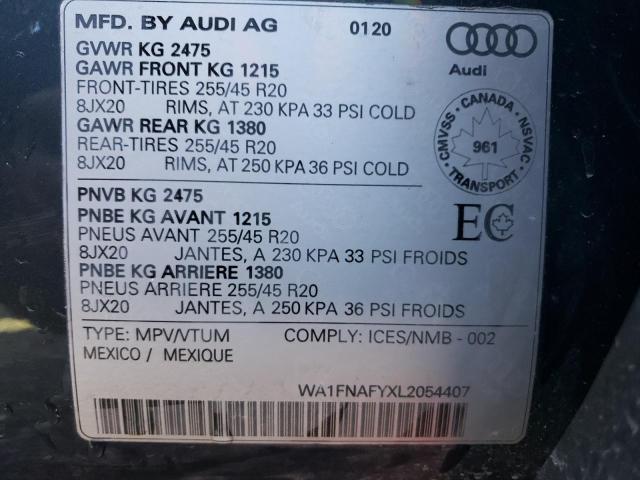 MFD. BY AUDI AG 0120
GVWR KG 2475
GAWR FRONT KG 1215
FRONT-TIRES 255/45 R20
8JX20 RIMS, AT 230 KPA 33 PSI COLD
GAWR REAR KG 1380
REAR-TIRES 255/45 R20
8JX20 RIMS, AT 250 KPA 36 PSI COLD
Audi
CMVSS - CANADA - NSVAC
961
TRANSPORT
PNVB KG 2475
PNBE KG AVANT 1215
PNEUS AVANT 255/45 R20
8JX20 JANTES, A 230 KPA 33 PSI FROIDS
PNBE KG ARRIERE 1380
PNEUS ARRIERE 255/45 R20
8JX20 JANTES, A 250 KPA 36 PSI FROIDS
EC
TYPE: MPV/VTUM COMPLY: ICES/NMB - 002
MEXICO / MEXIQUE
WA1FNAFYXL2054407